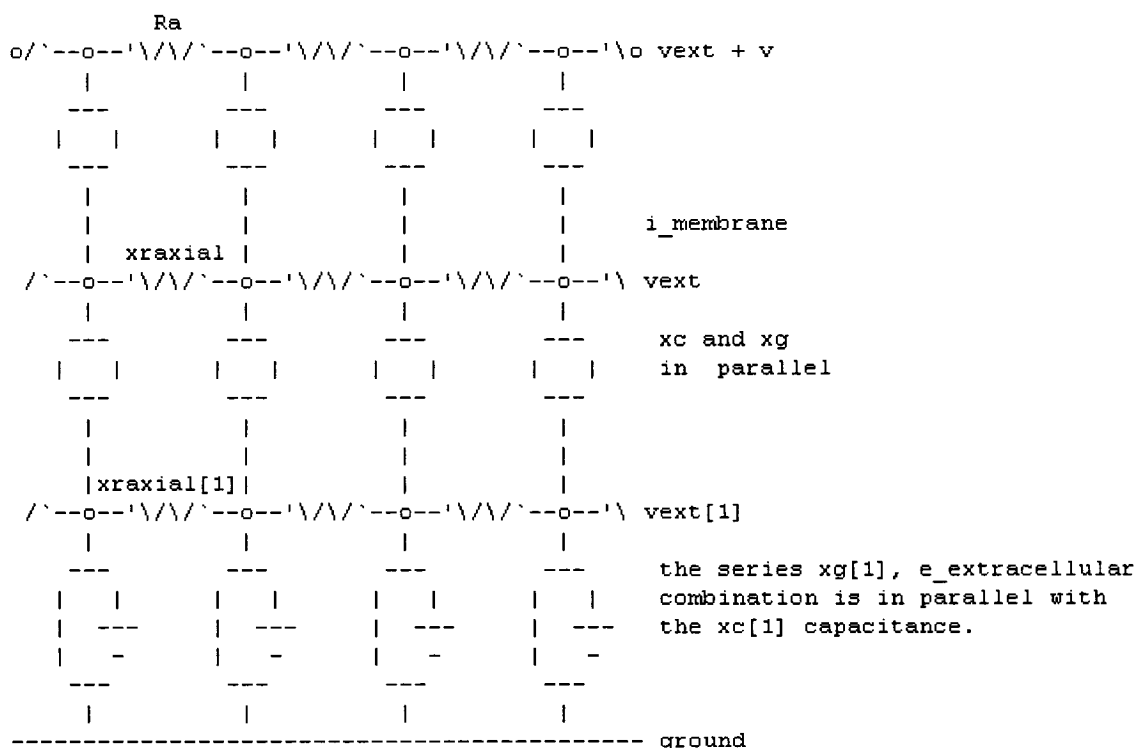 Ra
o/`--o--'\/\/`--o--'\/\/`--o--'\/\/`--o--'\o vext + v
i_membrane
xraxial
/`--o--'\/\/`--o--'\/\/`--o--'\/\/`--o--'\ vext
xc and xg
in  parallel
xraxial[1]
/`--o--'\/\/`--o--'\/\/`--o--'\/\/`--o--'\ vext[1]
the series xg[1], e_extracellular
combination is in parallel with
the xc[1] capacitance.
ground